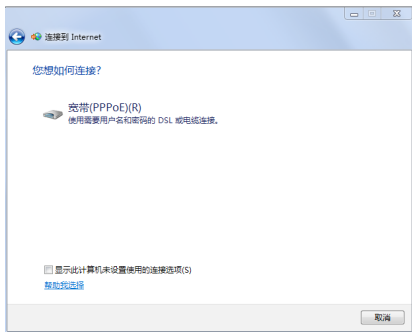 连接到 Internet
您想如何连接?
宽带(PPPoE)(R)
使用需要用户名和密码的 DSL 或电缆连接。
显示此计算机未设置使用的连接选项(S)
帮助我选择
取消